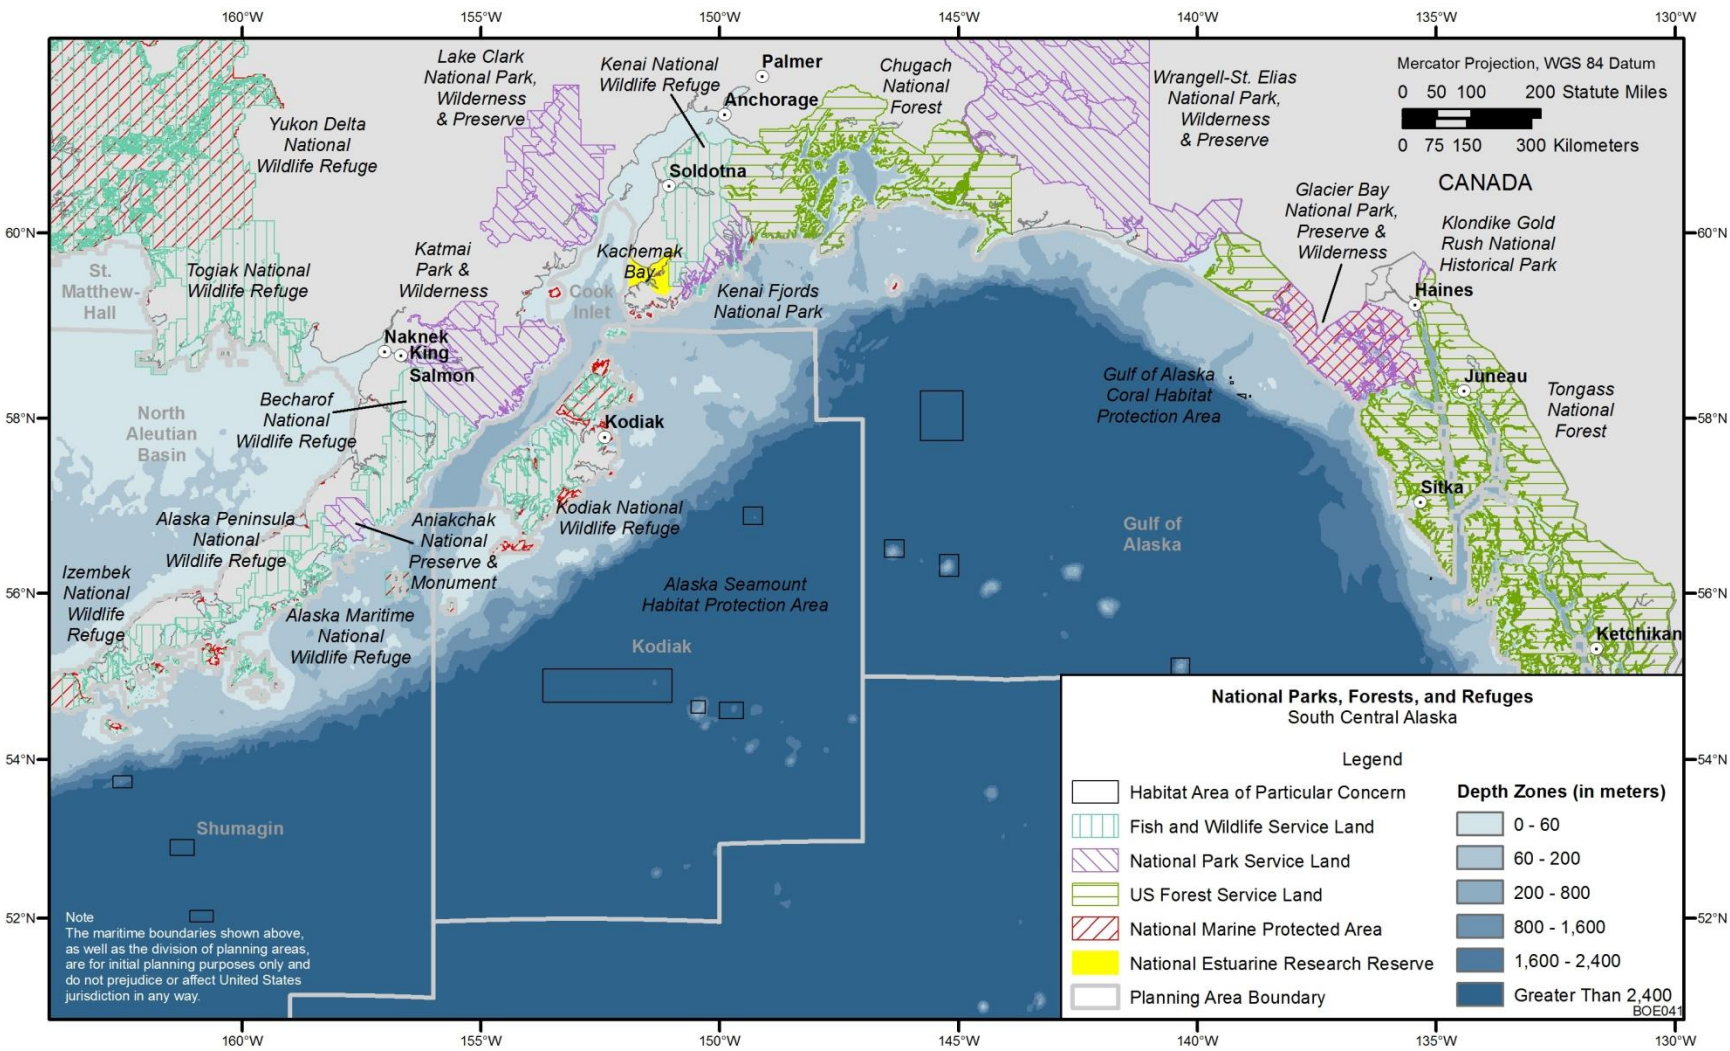 160°W
155°W
150°W
145°W
140°W
135°W
130°W
Lake Clark
National Park,
Wilderness
& Preserve
Kenai National
Wildlife Refuge
Palmer
Anchorage
Chugach
National
Forest
Wrangell-St. Elias
National Park,
Wilderness
& Preserve
Mercator Projection, WGS 84 Datum
0 50 100 200 Statute Miles
0 75 150 300 Kilometers
Yukon Delta
National
Wildlife Refuge
Soldotna
CANADA
Glacier Bay
National Park,
Preserve &
Wilderness
Klondike Gold
Rush National
Historical Park
60°N
60°N
St.
Matthew-
Hall
Togiak National
Wildlife Refuge
Katmai
Park &
Wilderness
Kachemak
Bay
Cook
Inlet
Kenai Fjords
National Park
Haines
Naknek
King
Salmon
Juneau
Gulf of Alaska
Coral Habitat
Protection Area
Tongass
National
Forest
Becharof
National
Wildlife Refuge
58°N
58°N
North
Aleutian
Basin
Kodiak
Sitka
Alaska Peninsula
National
Wildlife Refuge
Aniakchak
National
Preserve &
Monument
Kodiak National
Wildlife Refuge
Gulf of
Alaska
Izembek
National
Wildlife
Refuge
56°N
56°N
Alaska Maritime
National
Wildlife Refuge
Alaska Seamount
Habitat Protection Area
Kodiak
Ketchikan
54°N
54°N
Shumagin
52°N
52°N
Note
The maritime boundaries shown above,
as well as the division of planning areas,
are for initial planning purposes only and
do not prejudice or affect United States
jurisdiction in any way.
National Parks, Forests, and Refuges
South Central Alaska
Legend
Habitat Area of Particular Concern
Fish and Wildlife Service Land
National Park Service Land
US Forest Service Land
National Marine Protected Area
National Estuarine Research Reserve
Planning Area Boundary
Depth Zones (in meters)
0 - 60
60 - 200
200 - 800
800 - 1,600
1,600 - 2,400
Greater Than 2,400
BOE041
160°W
155°W
150°W
145°W
140°W
135°W
130°W